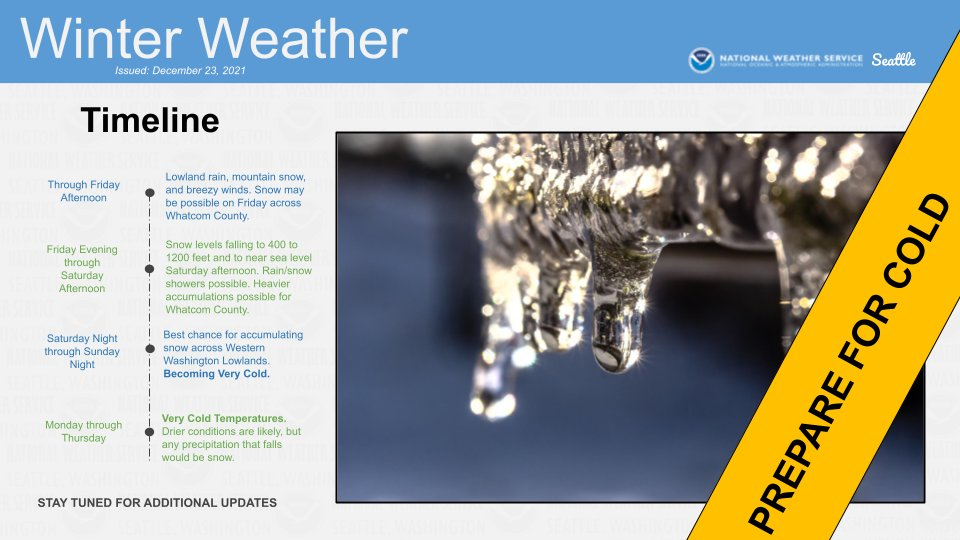 Winter Weather
Issued: December 23, 2021
NATIONAL WEATHER SERVICE
NATIONAL OCEANIC & ATMOSPHERIC ADMINISTRATION
Seattle
Timeline
Through Friday
Afternoon
Lowland rain, mountain snow,
and breezy winds. Snow may
be possible on Friday across
Whatcom County.
Friday Evening
through
Saturday
Afternoon
Snow levels falling to 400 to
1200 feet and to near sea level
Saturday afternoon. Rain/snow
showers possible. Heavier
accumulations possible for
Whatcom County.
Saturday Night
through Sunday
Night
Best chance for accumulating
snow across Western
Washington Lowlands.
Becoming Very Cold.
Monday through
Thursday
Very Cold Temperatures.
Drier conditions are likely, but
any precipitation that falls
would be snow.
STAY TUNED FOR ADDITIONAL UPDATES
PREPARE FOR COLD